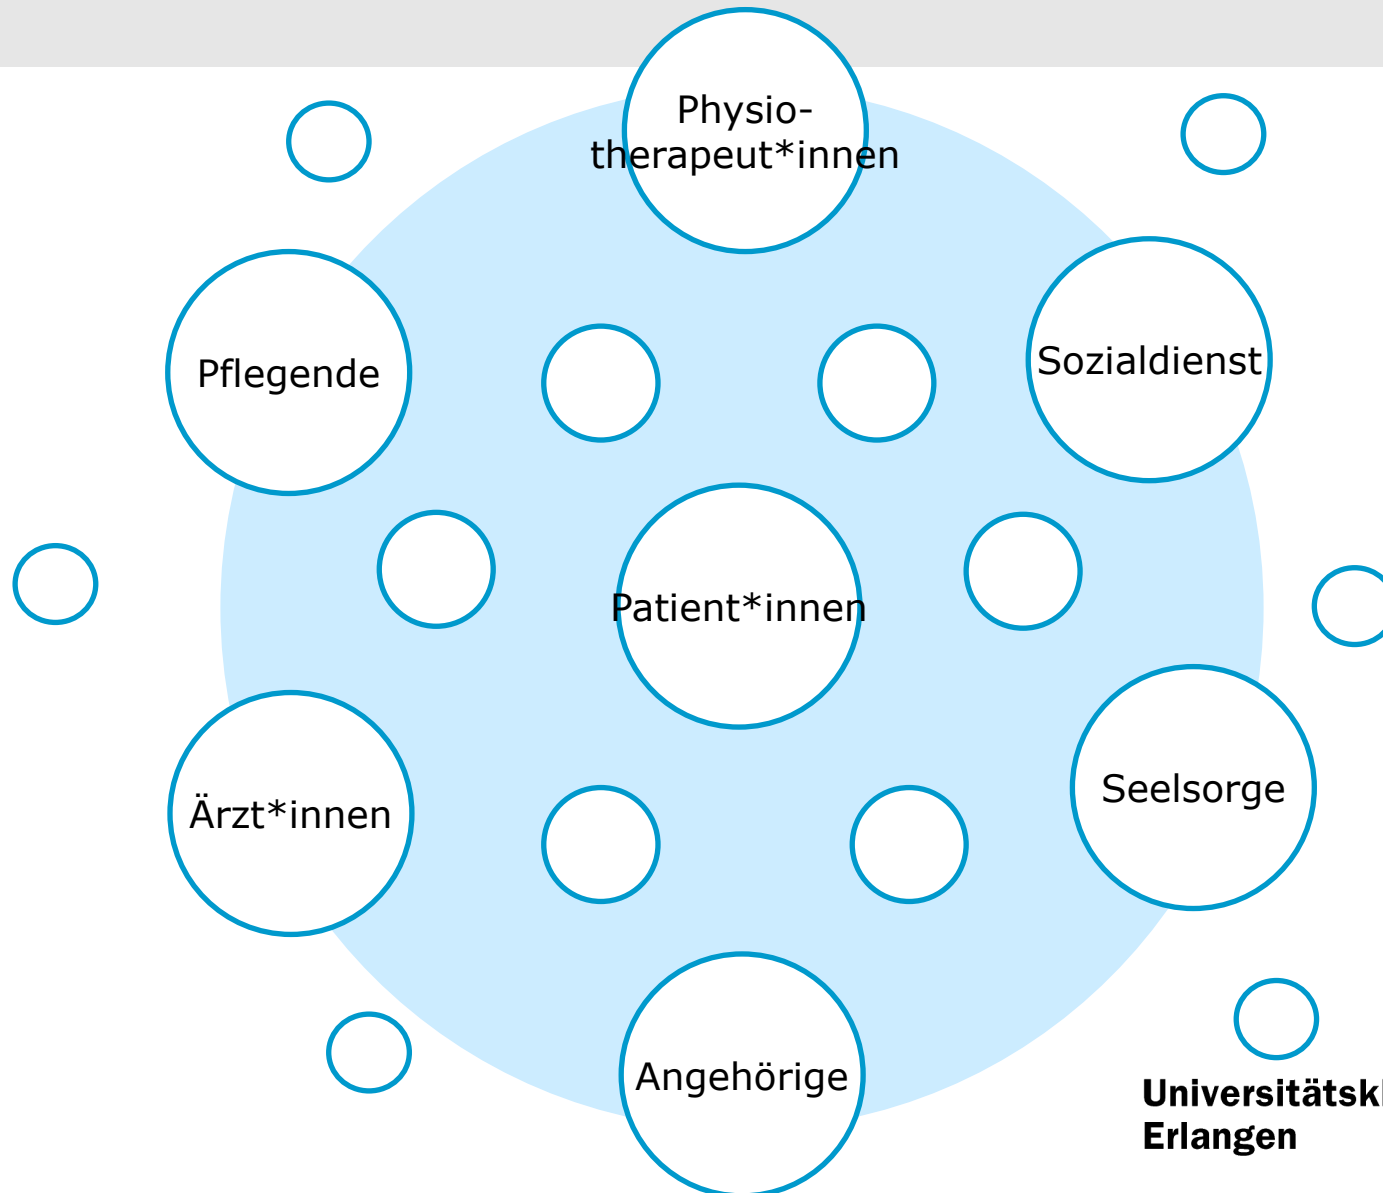 Physio-
therapeut*innen
Pflegende
Sozialdienst
Patient*innen
Ärzt*innen
Seelsorge
Angehörige
Erlangen